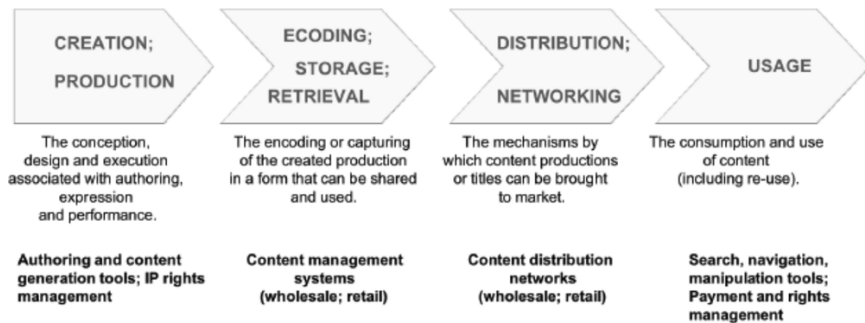 CREATION;
PRODUCTION
ECODING;
STORAGE;
RETRIEVAL
DISTRIBUTION;
NETWORKING
USAGE
The conception,
design and execution
associated with authoring,
expression
and performance.
The encoding or capturing
of the created production
in a form that can be shared
and used.
The mechanisms by
which content productions
or titles can be brought
to market.
The consumption and use
of content
(including re-use).
Authoring and content
generation tools; IP rights
management
Content management
systems
(wholesale; retail)
Content distribution
networks
(wholesale; retail)
Search, navigation,
manipulation tools;
Payment and rights
management